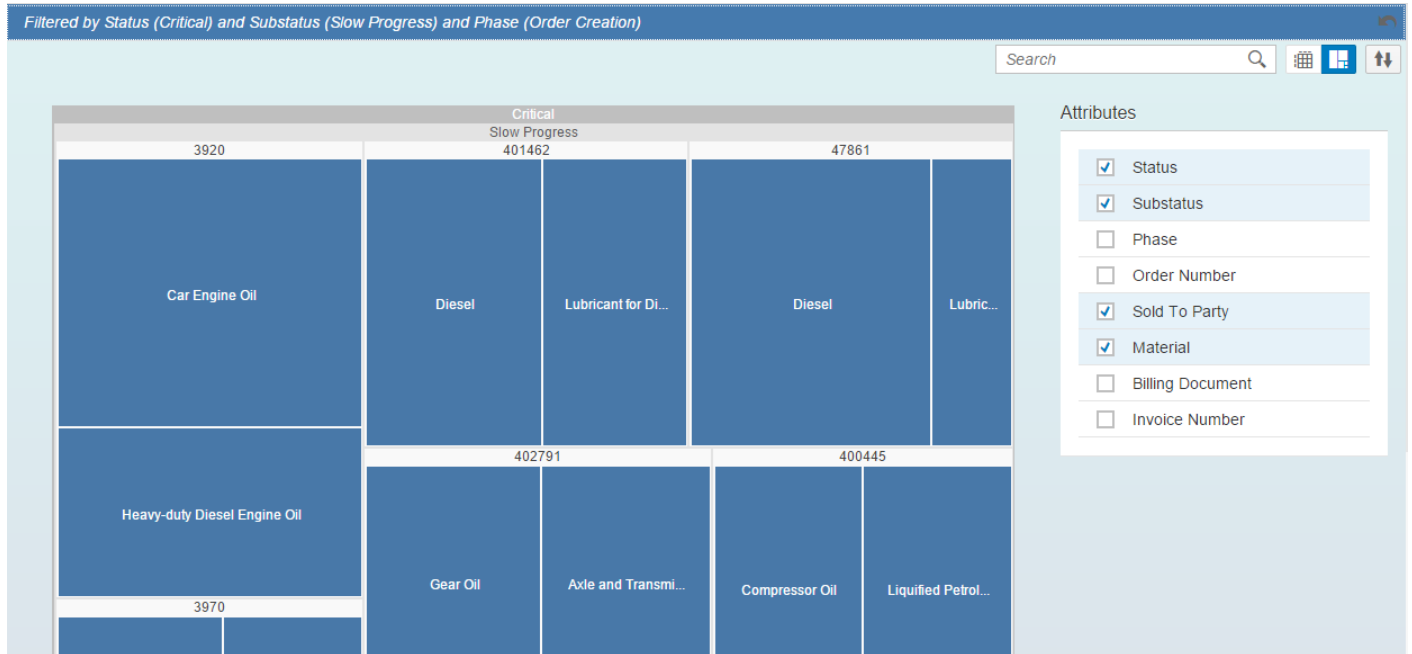 Filtered by Status (Critical) and Substatus (Slow Progress) and Phase (Order Creation)
Search
Critical
Slow Progress
3920
401462
47861
Car Engine Oil
Diesel
Lubricant for Di...
Diesel
Lubric...
Heavy-duty Diesel Engine Oil
402791
400445
Gear Oil
Axle and Transmi...
Compressor Oil
Liquified Petrol...
3970
Attributes
Status
Substatus
Phase
Order Number
Sold To Party
Material
Billing Document
Invoice Number